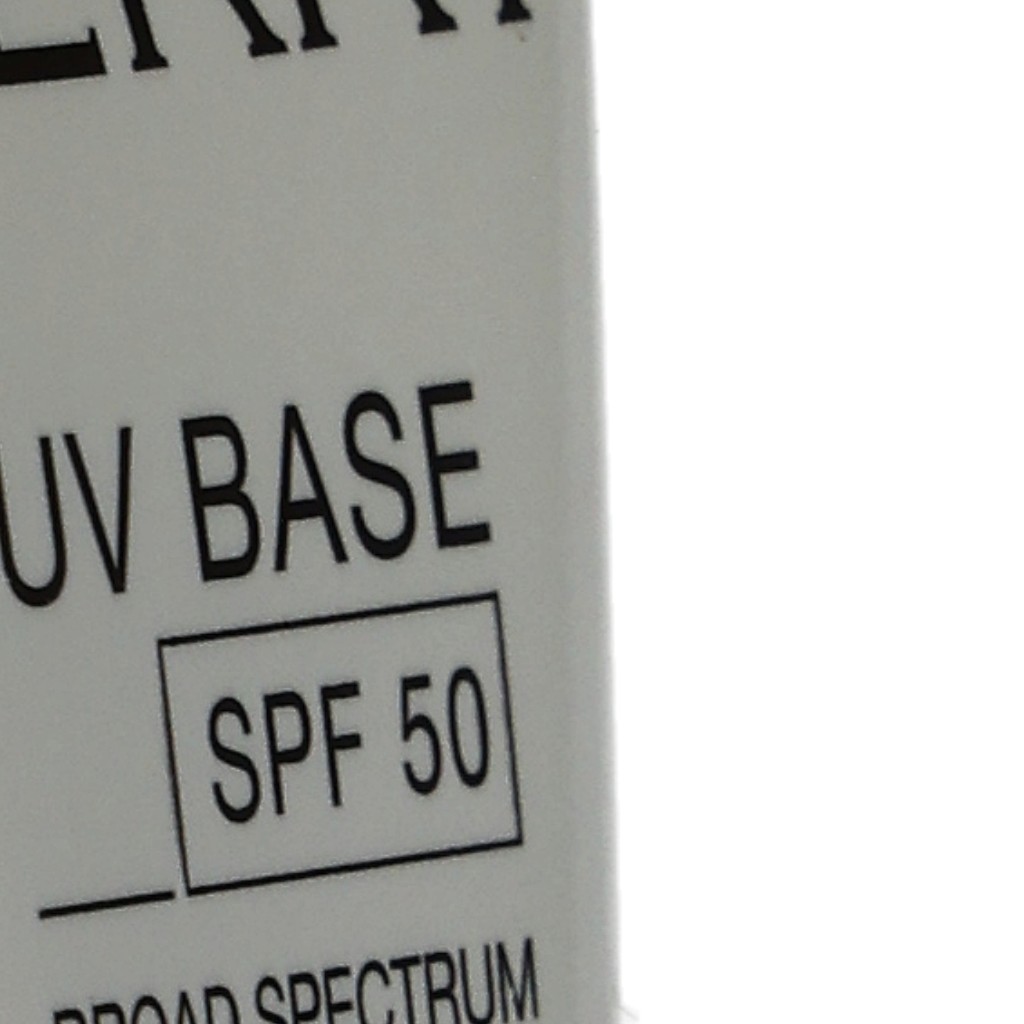 UV BASE
SPF 50
BROAD SPECTRUM